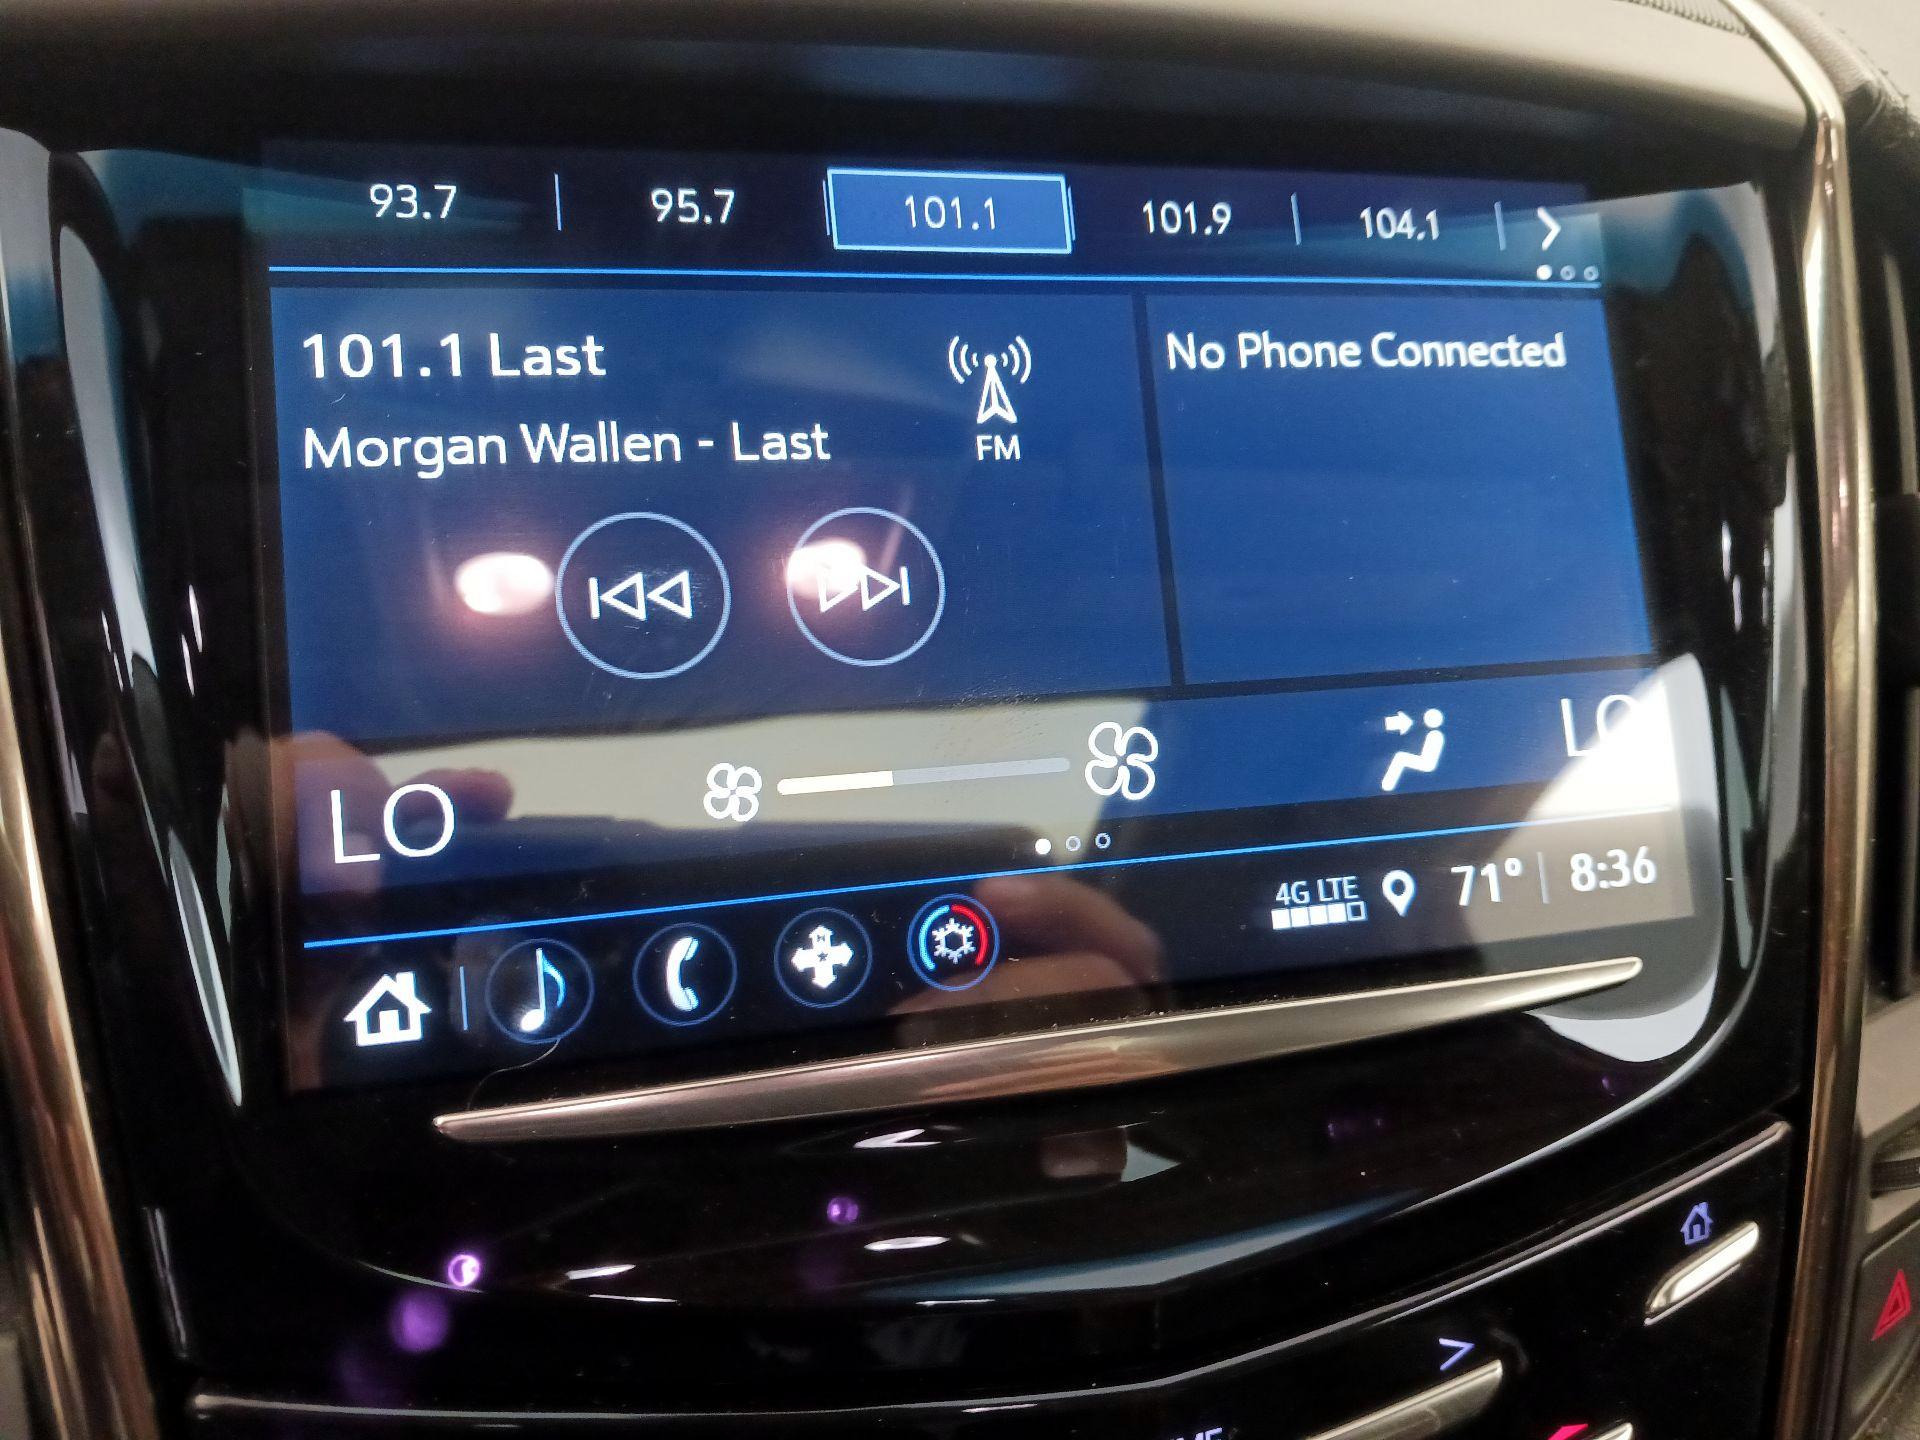 93.7 95.7 101.1 101.9 104.1
101.1 Last
FM
No Phone Connected
Morgan Wallen - Last
LO
LO
4G LTE
71° 8:36